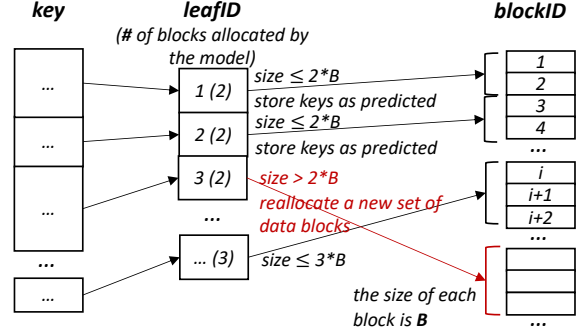 key
leafID
blockID
(# of blocks allocated by
the model)
...
1 (2)
size ≤ 2*B
store keys as predicted
1
2
...
2 (2)
size ≤ 2*B
store keys as predicted
3
4
...
...
3 (2)
size > 2*B
reallocate a new set of
data blocks
i
i+1
i+2
...
...
...
... (3)
size ≤ 3*B
...
the size of each
block is B